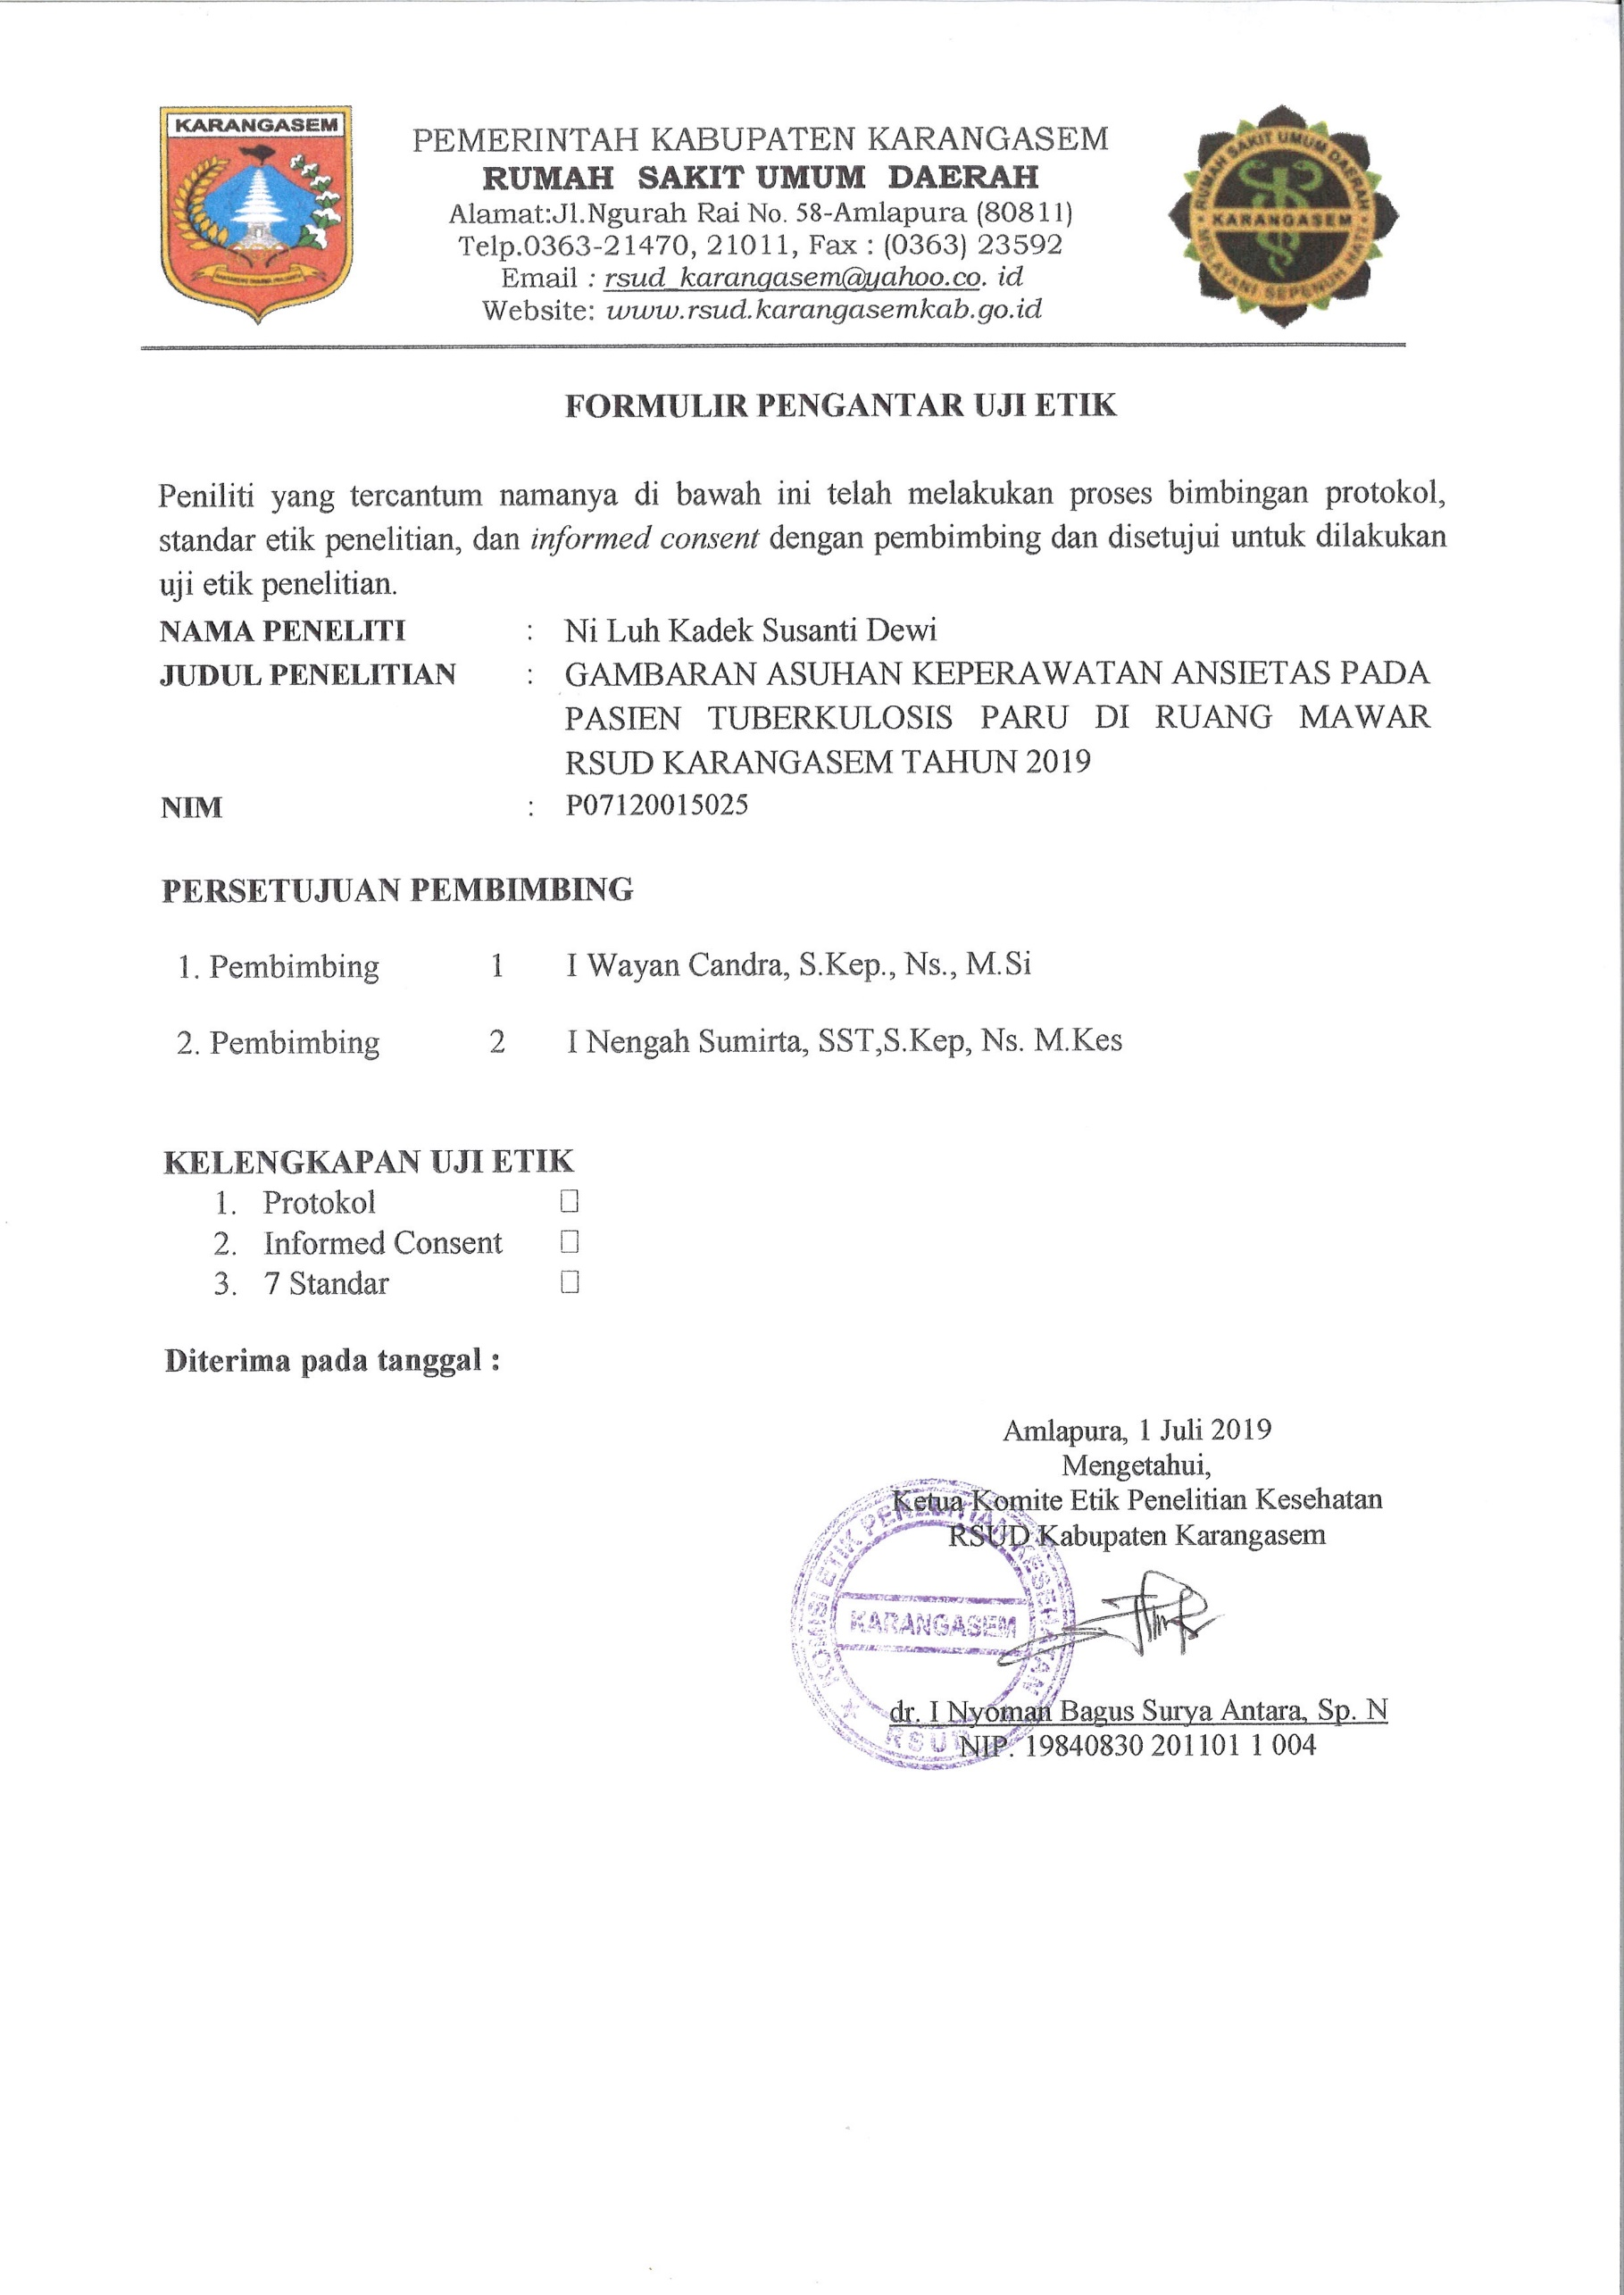 KARANGASEM
PEMERINTAH KABUPATEN KARANGASEM
RUMAH SAKIT UMUM DAERAH
Alamat:Jl.Ngurah Rai No. 58-Amlapura (80811)
Telp.0363-21470, 21011, Fax : (0363) 23592
Email : rsud_karangasem@yahoo.co. id
Website: www.rsud.karangasemkab.go.id
RUMAH SAKIT UMUM DAERAH
KARANGASEM
MELAYANI SEPENUH HATI
FORMULIR PENGANTAR UJI ETIK
Peniliti yang tercantum namanya di bawah ini telah melakukan proses bimbingan protokol,
standar etik penelitian, dan informed consent dengan pembimbing dan disetujui untuk dilakukan
uji etik penelitian.
NAMA PENELITI : Ni Luh Kadek Susanti Dewi
JUDUL PENELITIAN : GAMBARAN ASUHAN KEPERAWATAN ANSIETAS PADA
PASIEN TUBERKULOSIS PARU DI RUANG MAWAR
RSUD KARANGASEM TAHUN 2019
NIM : P07120015025
PERSETUJUAN PEMBIMBING
1. Pembimbing 1 I Wayan Candra, S.Kep., Ns., M.Si
2. Pembimbing 2 I Nengah Sumirta, SST,S.Kep, Ns. M.Kes
KELENGKAPAN UJI ETIK
1. Protokol
2. Informed Consent
3. 7 Standar
Diterima pada tanggal :
Amlapura, 1 Juli 2019
Mengetahui,
Ketua Komite Etik Penelitian Kesehatan
RSUD Kabupaten Karangasem
KOMISI ETIK PENELITIAN KESEHATAN
KARANGASEM
RSUD
dr. I Nyoman Bagus Surya Antara, Sp. N
NIP. 19840830 201101 1 004